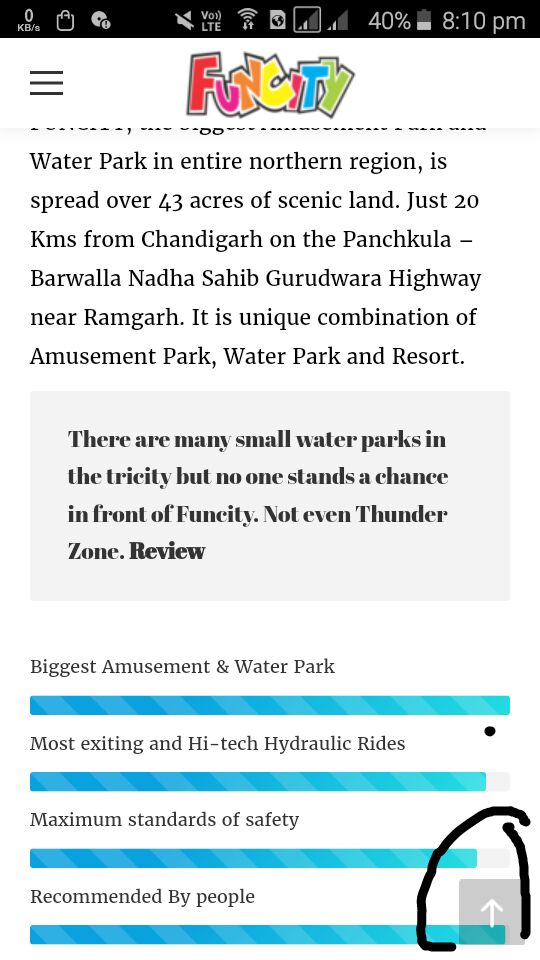 0
KB/s
Vo))
LTE
40%
8:10 pm
FUNCITY
FUNCITY, the biggest Amusement Park and
Water Park in entire northern region, is
spread over 43 acres of scenic land. Just 20
Kms from Chandigarh on the Panchkula –
Barwalla Nadha Sahib Gurudwara Highway
near Ramgarh. It is unique combination of
Amusement Park, Water Park and Resort.
There are many small water parks in
the tricity but no one stands a chance
in front of Funcity. Not even Thunder
Zone. Review
Biggest Amusement & Water Park
Most exiting and Hi-tech Hydraulic Rides
Maximum standards of safety
Recommended By people